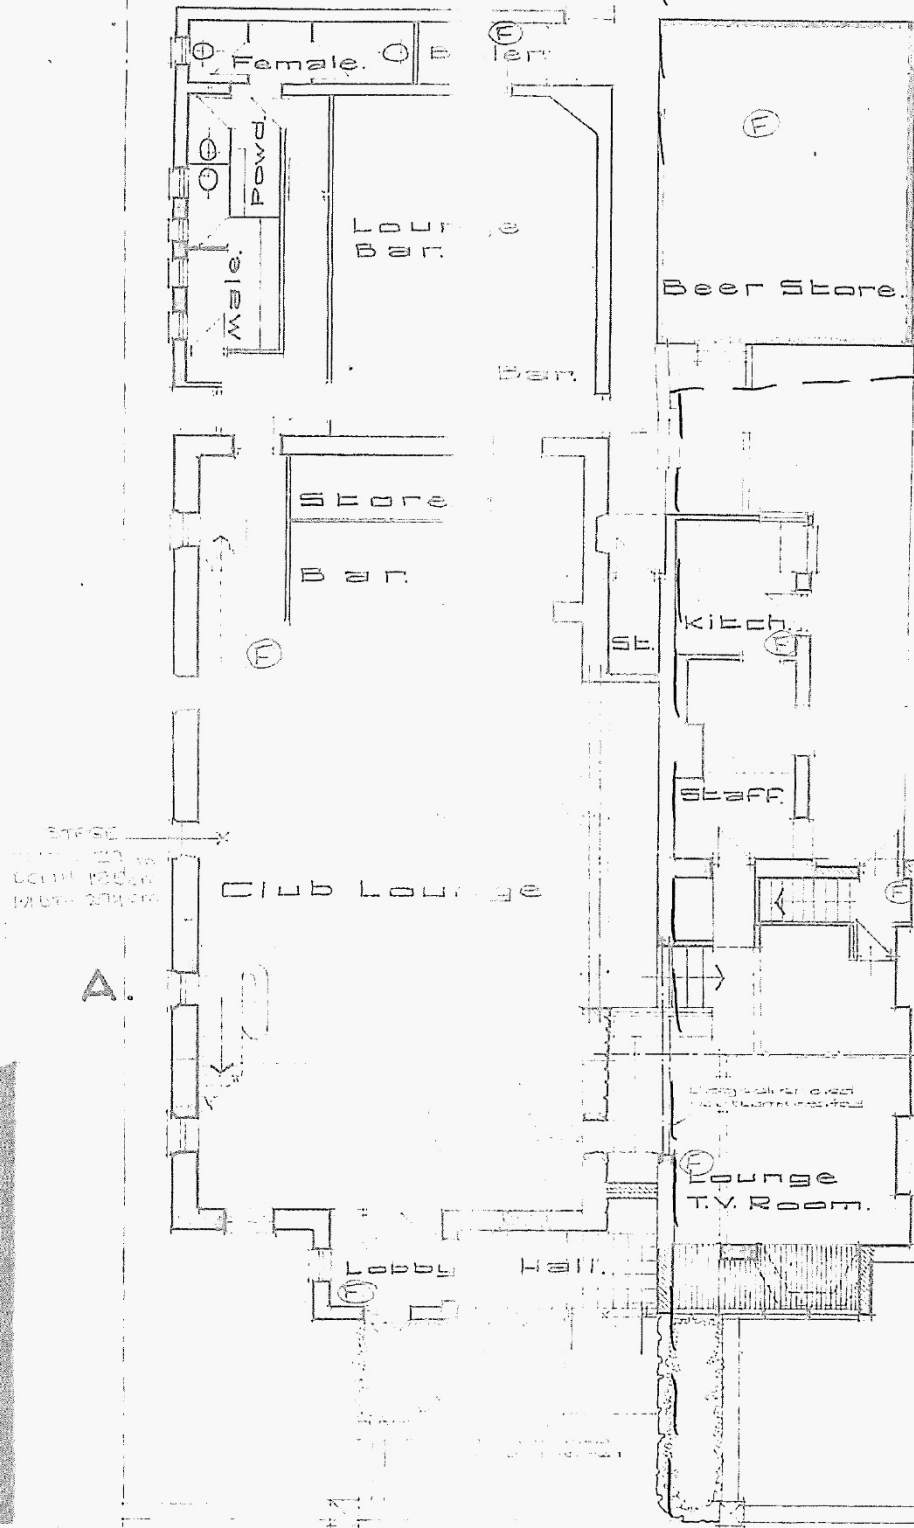 F
Female.
F
Powd.
Lounge
Bar.
Male.
Beer Store.
Bar.
Store
Bar.
Kitch.
St.
F
F
Staff.
STAGE
Club Lounge
F
A.
F
Lounge
T.V. Room.
Lobby
Hall.
F